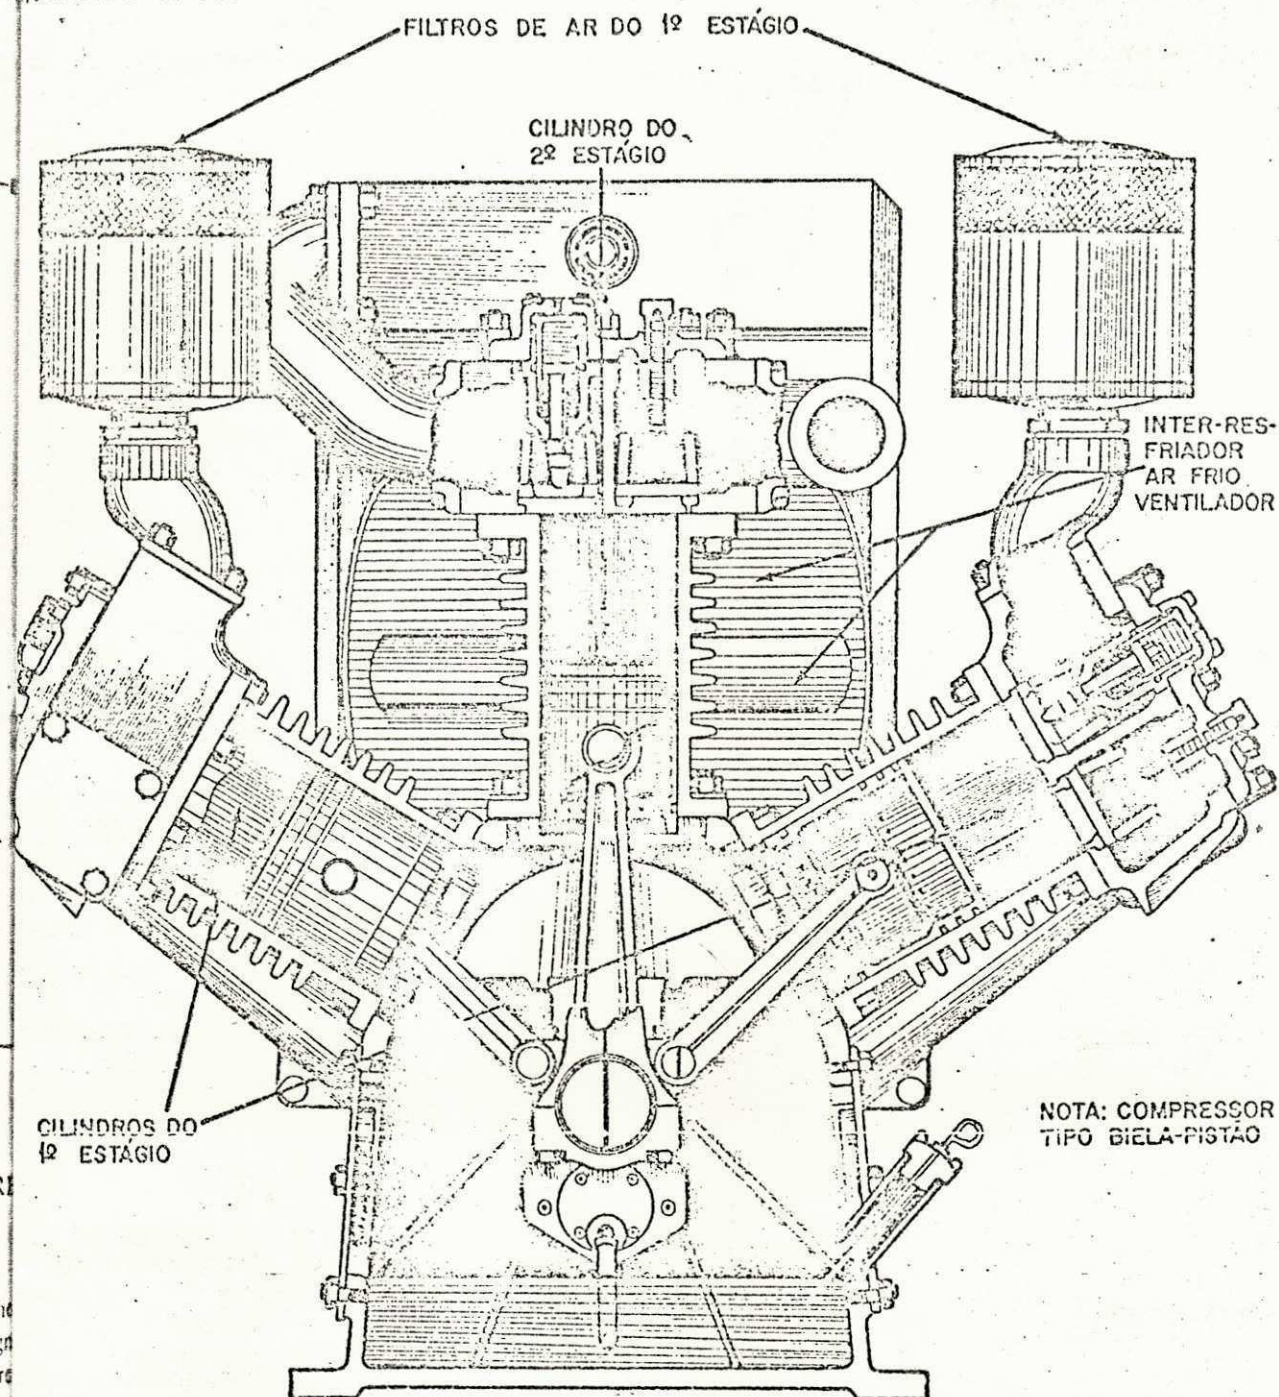 FILTROS DE AR DO 1º ESTÁGIO
CILINDRO DO
2º ESTÁGIO
INTER-RES-
FRIADOR
AR FRIO
VENTILADOR
CILINDROS DO
1º ESTÁGIO
NOTA: COMPRESSOR
TIPO BIELA-PISTÃO